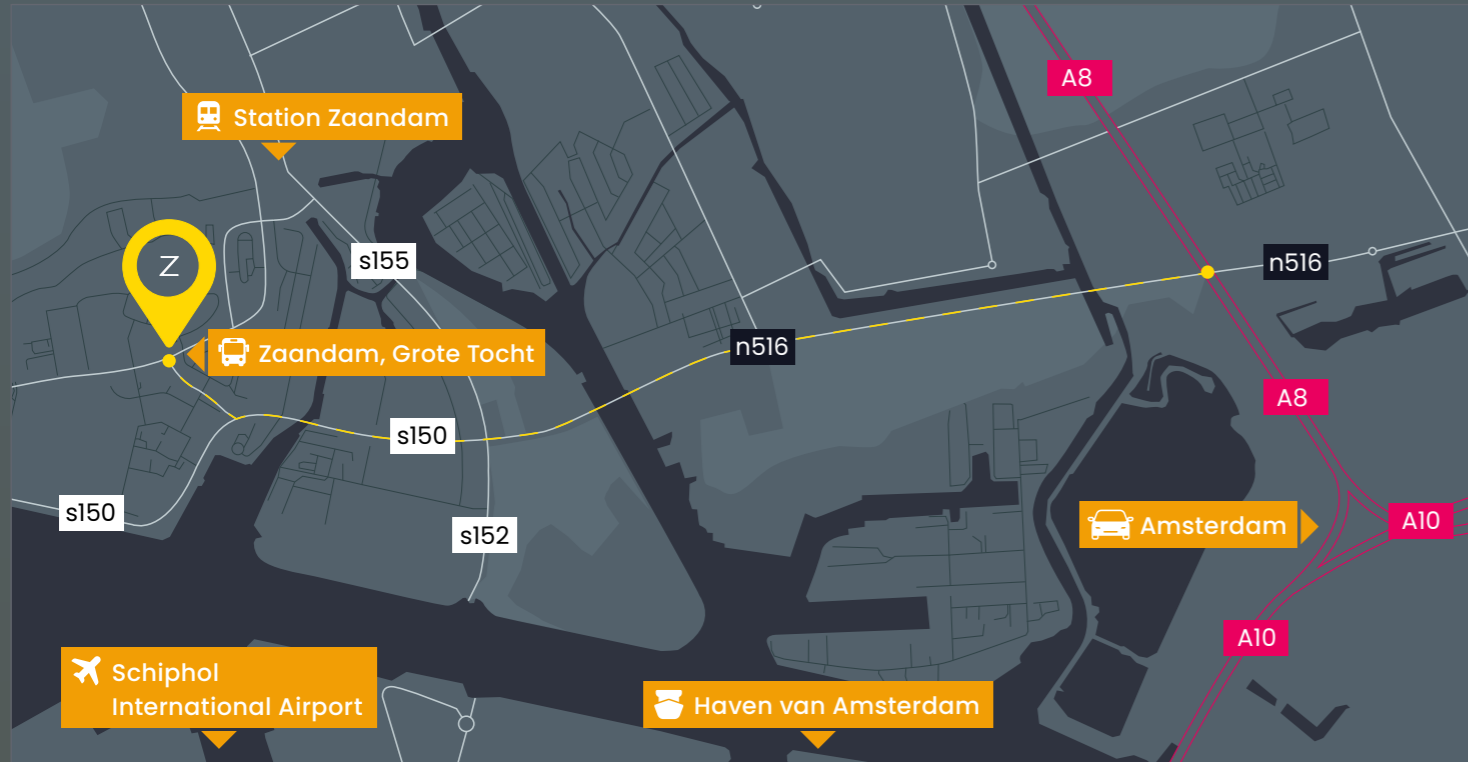 A8
Station Zaandam
s155
Z
n516
Zaandam, Grote Tocht
n516
A8
s150
s150
s152
Amsterdam
A10
A10
Schiphol
International Airport
Haven van Amsterdam